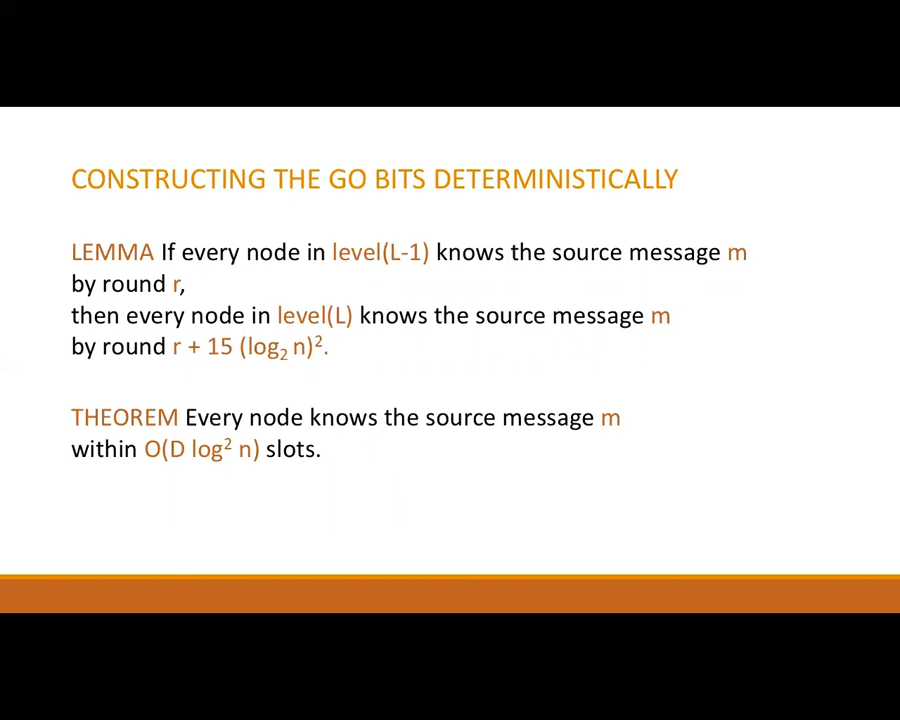 CONSTRUCTING THE GO BITS DETERMINISTICALLY
LEMMA If every node in level(L-1) knows the source message m
by round r,
then every node in level(L) knows the source message m
by round r + 15 (log₂ n)².
THEOREM Every node knows the source message m
within O(D log² n) slots.